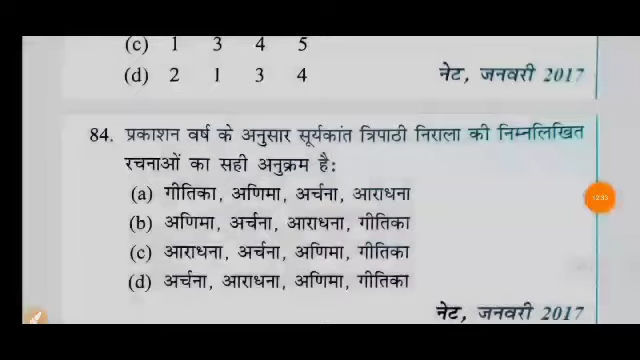 (c) 1 3 4 5
(d) 2 1 3 4
नेट, जनवरी 2017
84. प्रकाशन वर्ष के अनुसार सूर्यकांत त्रिपाठी निराला की निम्नलिखित
रचनाओं का सही अनुक्रम है:
(a) गीतिका, अणिमा, अर्चना, आराधना
(b) अणिमा, अर्चना, आराधना, गीतिका
(c) आराधना, अर्चना, अणिमा, गीतिका
(d) अर्चना, आराधना, अणिमा, गीतिका
नेट, जनवरी 2017
12:33